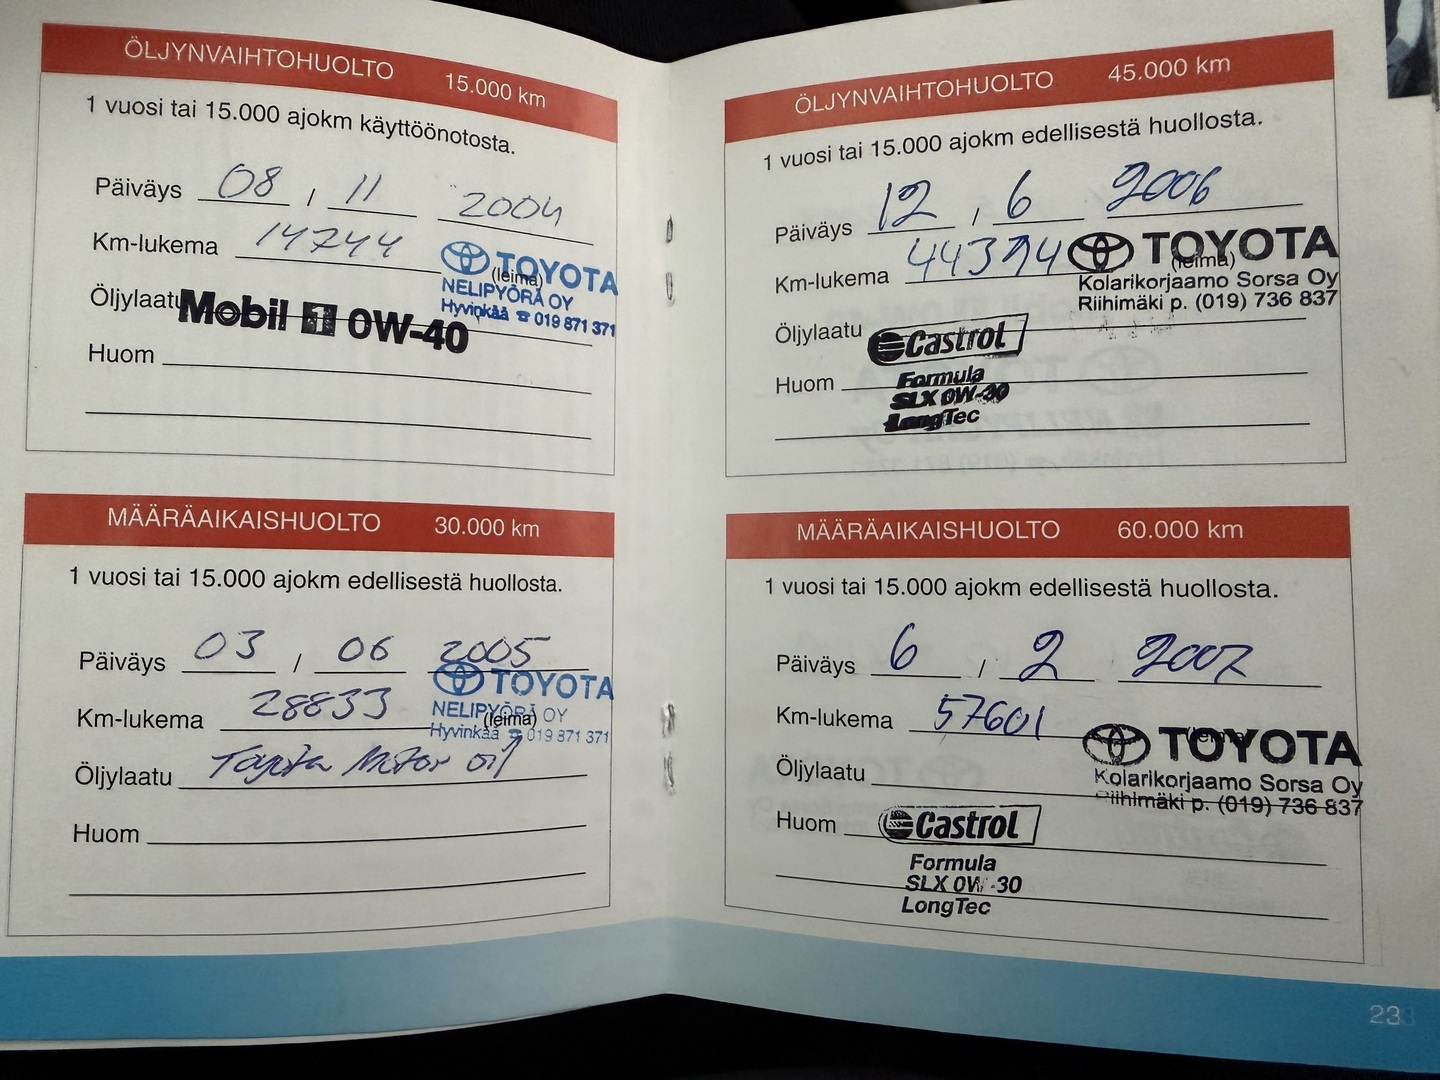 ÖLJYNVAIHTOHUOLTO 15.000 km
1 vuosi tai 15.000 ajokm käyttöönotosta.
Päiväys 08 / 11 2004
Km-lukema 14744
TOYOTA
(leima)
NELIPYÖRÄ OY
Hyvinkää ☎ 019 871 371
Öljylaatu Mobil 1 0W-40
Huom
MÄÄRÄAIKAISHUOLTO 30.000 km
1 vuosi tai 15.000 ajokm edellisestä huollosta.
Päiväys 03 / 06 2005
TOYOTA
Km-lukema 28833
NELIPYÖRÄ OY
(leima)
Hyvinkää ☎ 019 871 371
Öljylaatu Toyota Motor oil
Huom
ÖLJYNVAIHTOHUOLTO 45.000 km
1 vuosi tai 15.000 ajokm edellisestä huollosta.
Päiväys 12 / 6 2006
Km-lukema 44394
TOYOTA
(leima)
Kolarikorjaamo Sorsa Oy
Riihimäki p. (019) 736 837
Öljylaatu Castrol
Huom Formula
SLX 0W-30
LongTec
MÄÄRÄAIKAISHUOLTO 60.000 km
1 vuosi tai 15.000 ajokm edellisestä huollosta.
Päiväys 6 / 2 2007
Km-lukema 57601
(leima)
TOYOTA
Kolarikorjaamo Sorsa Oy
Riihimäki p. (019) 736 837
Öljylaatu
Huom Castrol
Formula
SLX 0W-30
LongTec
23